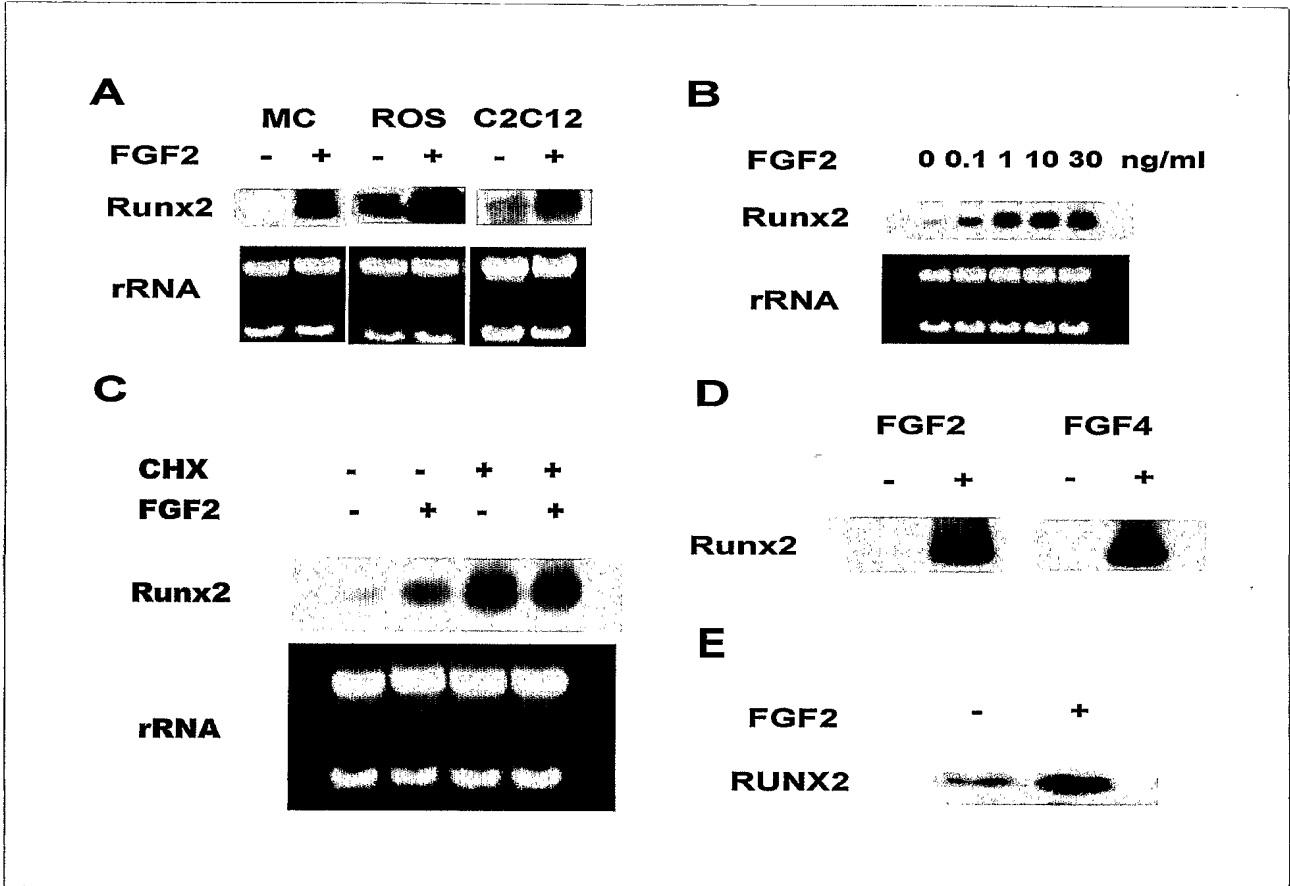 A
MC ROS C2C12
FGF2 - + - + - +
Runx2
rRNA
B
FGF2 0 0.1 1 10 30 ng/ml
Runx2
rRNA
C
CHX - - + +
FGF2 - + - +
Runx2
rRNA
D
FGF2 FGF4
- + - +
Runx2
E
FGF2 - +
RUNX2